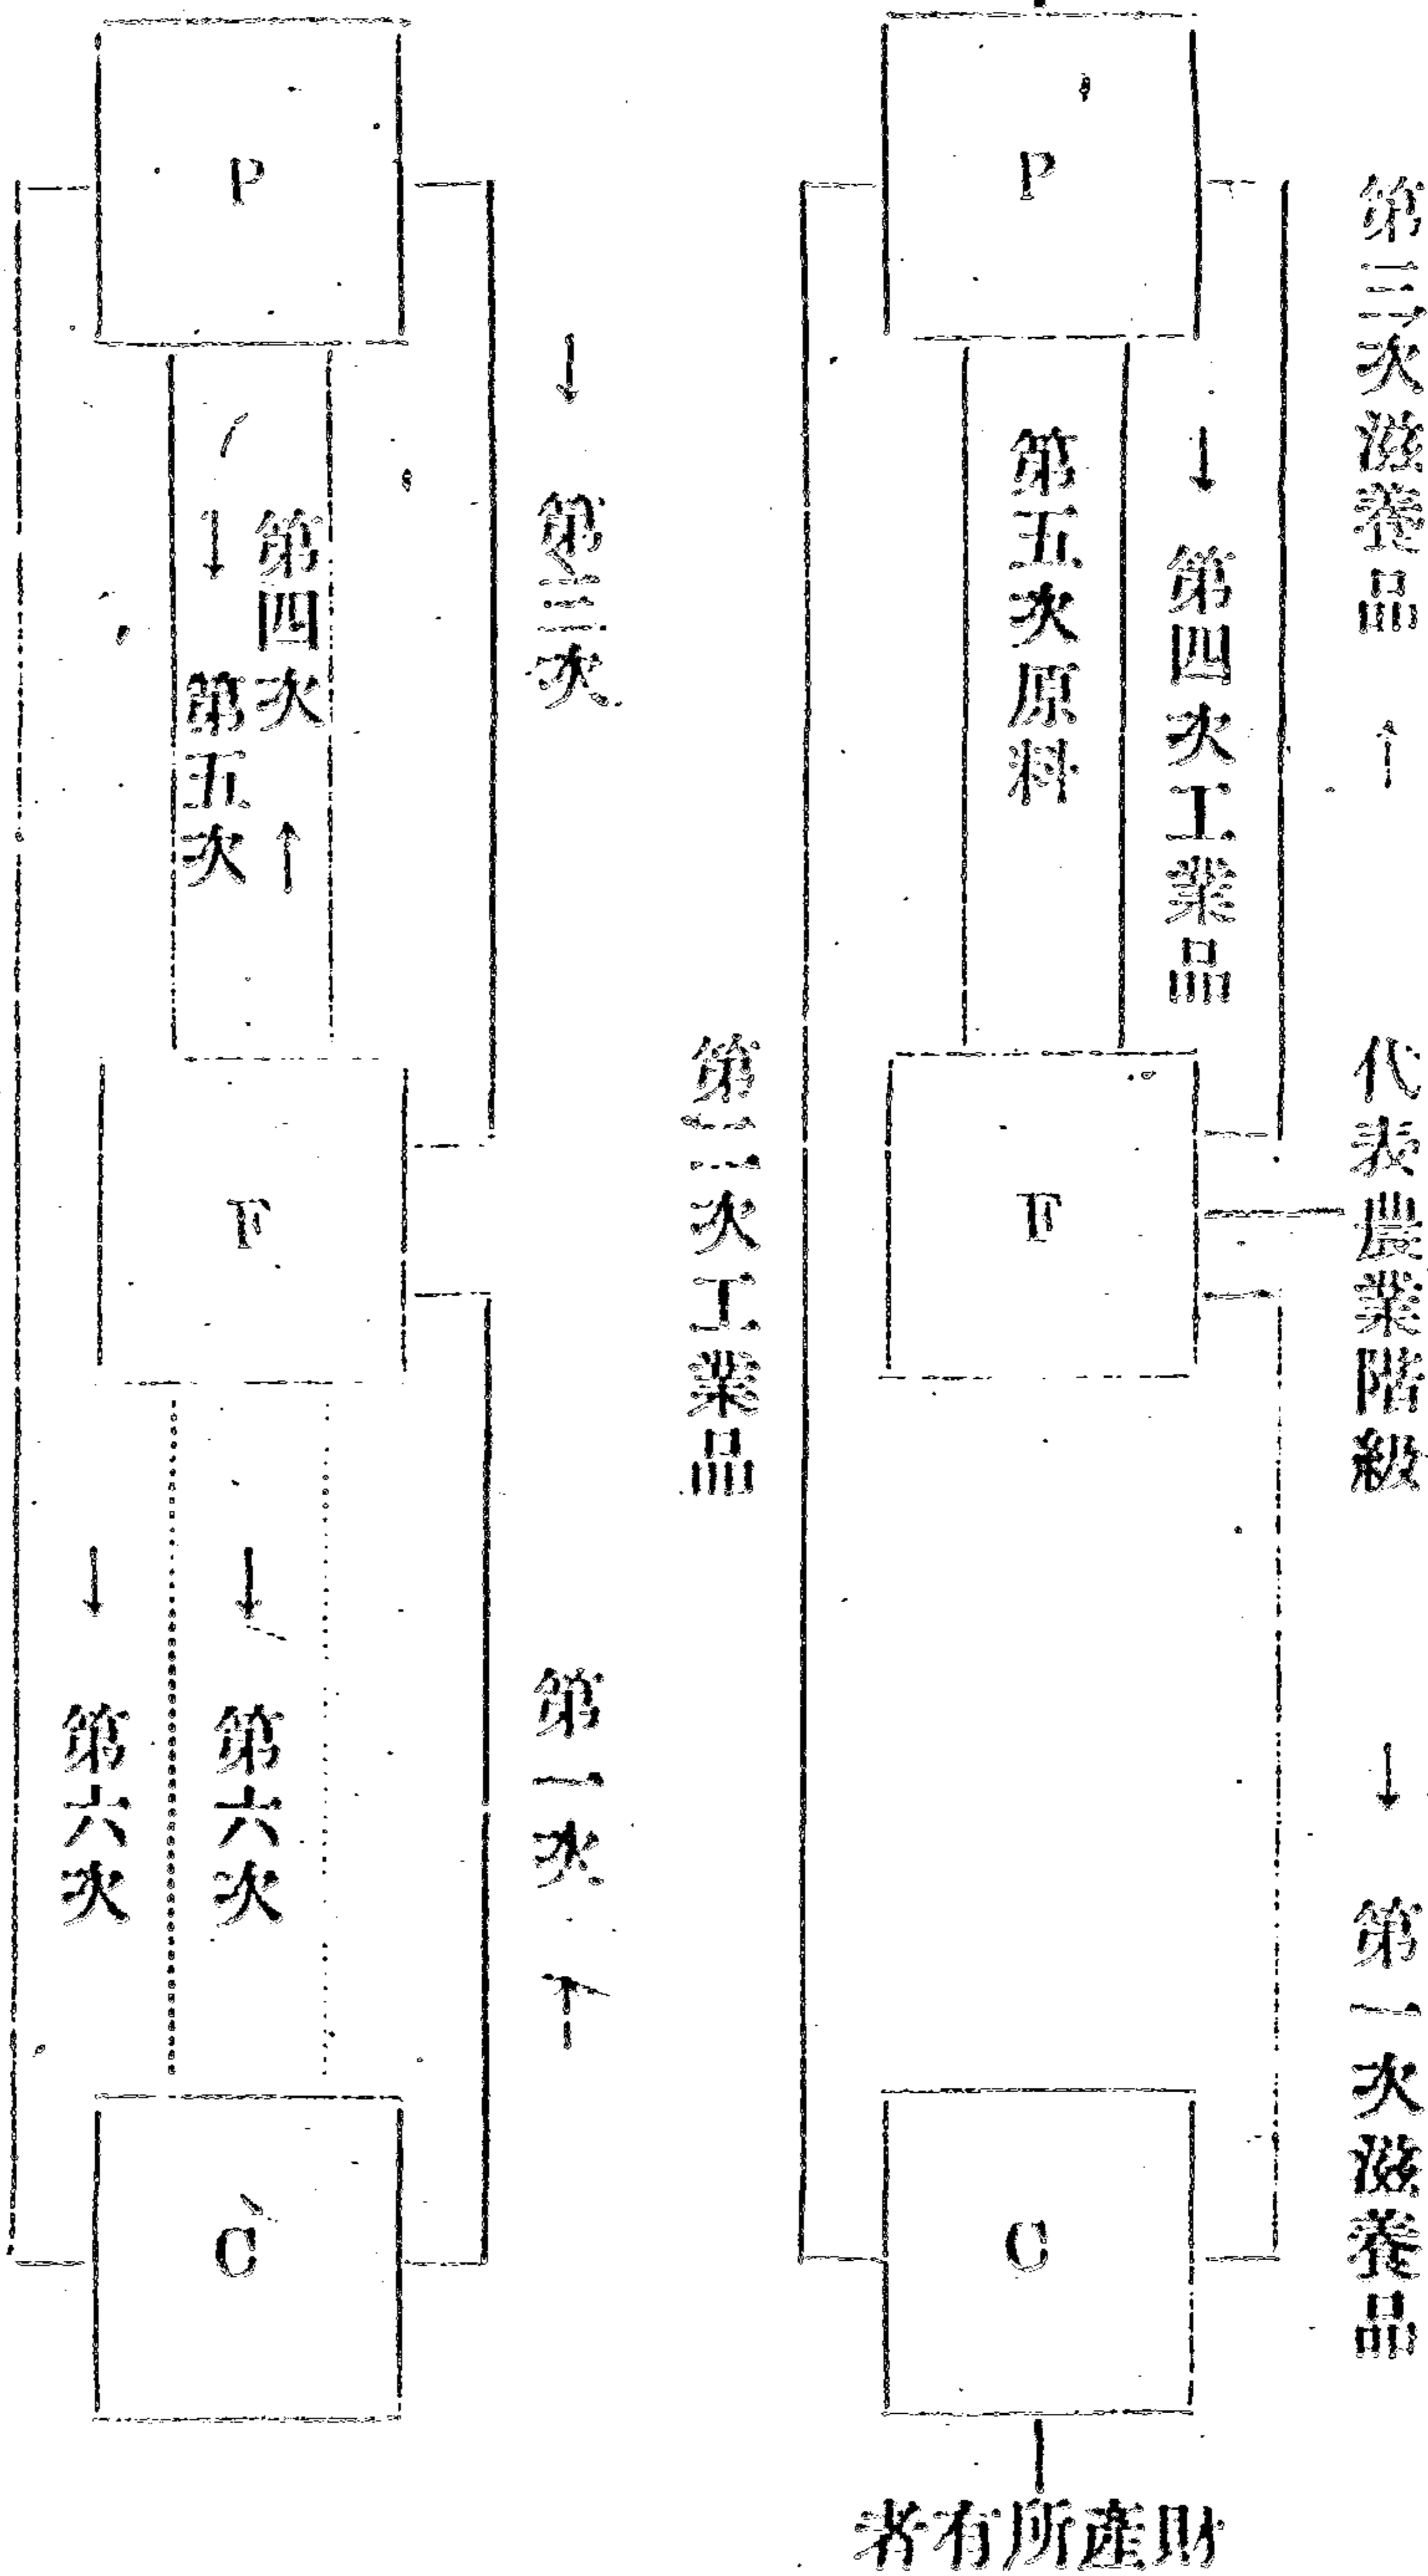 第三次滋養品
↑
代表農業階級
↓
第一次滋養品
P
↓
第四次工業品
第五次原料
F
C
財產所有者
第二次工業品
↓
第三次
第一次
↑
P
第四次
↑
↓
第五次
F
↓
第六次
↓
第六次
C